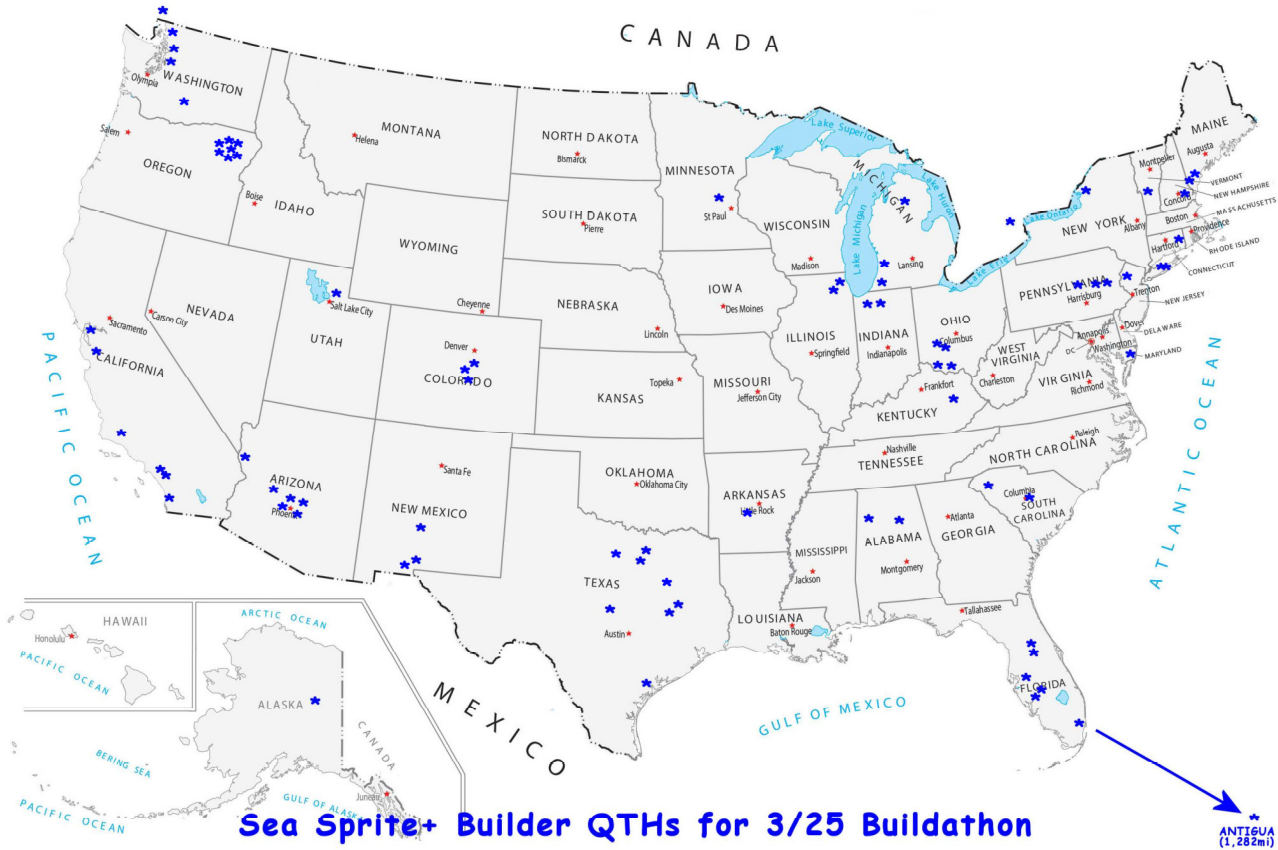 CANADA
WASHINGTON
Olympia
MONTANA
Helena
NORTH DAKOTA
Bismarck
MINNESOTA
St Paul
Lake Superior
MICHIGAN
Lake Huron
Lake Michigan
Lansing
MAINE
Augusta
Montpelier
VERMONT
NEW HAMPSHIRE
Concord
MASSACHUSETTS
Boston
Providence
RHODE ISLAND
Hartford
CONNECTICUT
Lake Ontario
NEW YORK
Albany
Lake Erie
Salem
OREGON
Boise
IDAHO
WYOMING
Cheyenne
SOUTH DAKOTA
Pierre
WISCONSIN
Madison
IOWA
Des Moines
NEBRASKA
Lincoln
PENNSYLVANIA
Harrisburg
Trenton
NEW JERSEY
Dover
DELAWARE
Annapolis
DC
Washington
MARYLAND
OHIO
Columbus
INDIANA
Indianapolis
ILLINOIS
Springfield
WEST
VIRGINIA
Charleston
VIRGINIA
Richmond
NEVADA
Carson City
Sacramento
CALIFORNIA
UTAH
Salt Lake City
Denver
COLORADO
KANSAS
Topeka
MISSOURI
Jefferson City
Frankfort
KENTUCKY
Nashville
TENNESSEE
Raleigh
NORTH CAROLINA
PACIFIC OCEAN
ATLANTIC OCEAN
ARIZONA
Phoenix
NEW MEXICO
Santa Fe
OKLAHOMA
Oklahoma City
ARKANSAS
Little Rock
Columbia
SOUTH
CAROLINA
Atlanta
GEORGIA
ALABAMA
Montgomery
MISSISSIPPI
Jackson
TEXAS
Austin
LOUISIANA
Baton Rouge
Tallahassee
FLORIDA
GULF OF MEXICO
MEXICO
HAWAII
Honolulu
PACIFIC OCEAN
ARCTIC OCEAN
ALASKA
CANADA
Juneau
BERING SEA
GULF OF ALASKA
PACIFIC OCEAN
Sea Sprite+ Builder QTHs for 3/25 Buildathon
ANTIGUA
(1,282mi)